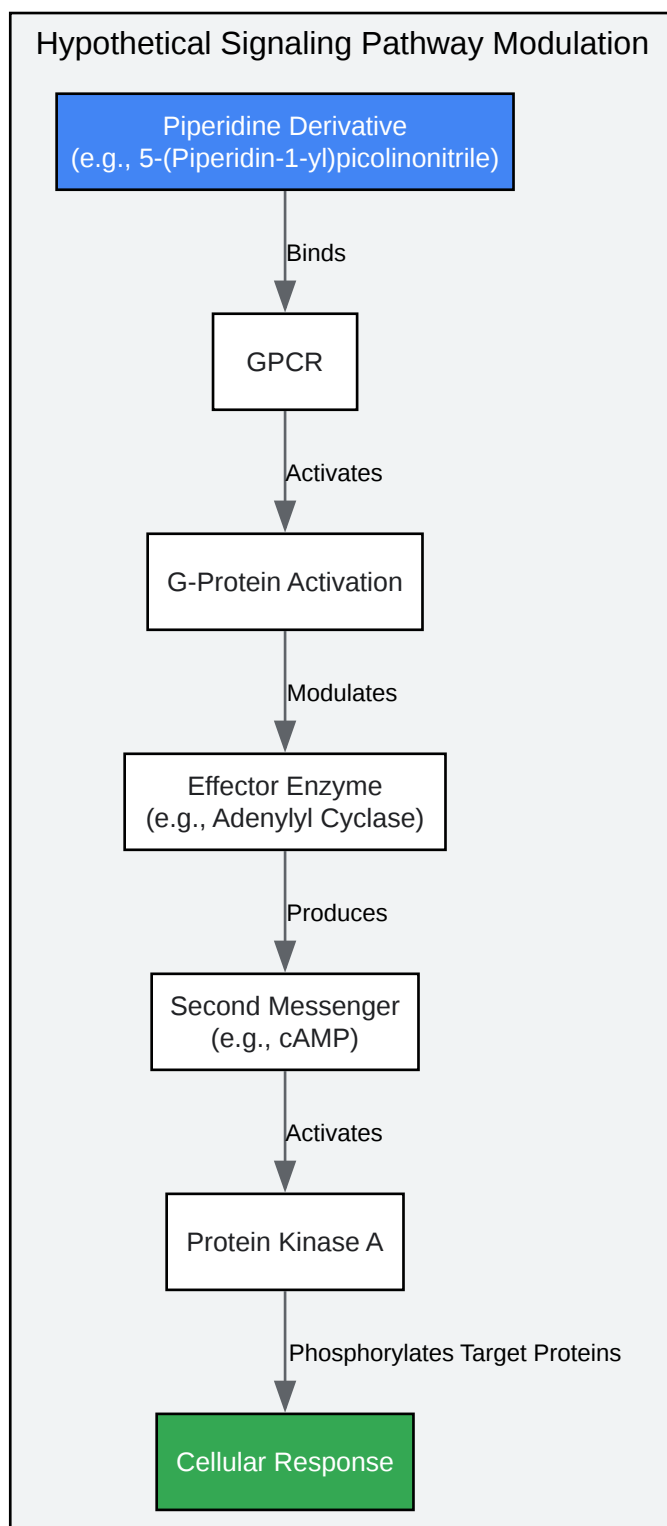 Hypothetical Signaling Pathway Modulation
Piperidine Derivative
(e.g., 5-(Piperidin-1-yl)picolinonitrile)
Binds
GPCR
Activates
G-Protein Activation
Modulates
Effector Enzyme
(e.g., Adenylyl Cyclase)
Produces
Second Messenger
(e.g., cAMP)
Activates
Protein Kinase A
Phosphorylates Target Proteins
Cellular Response